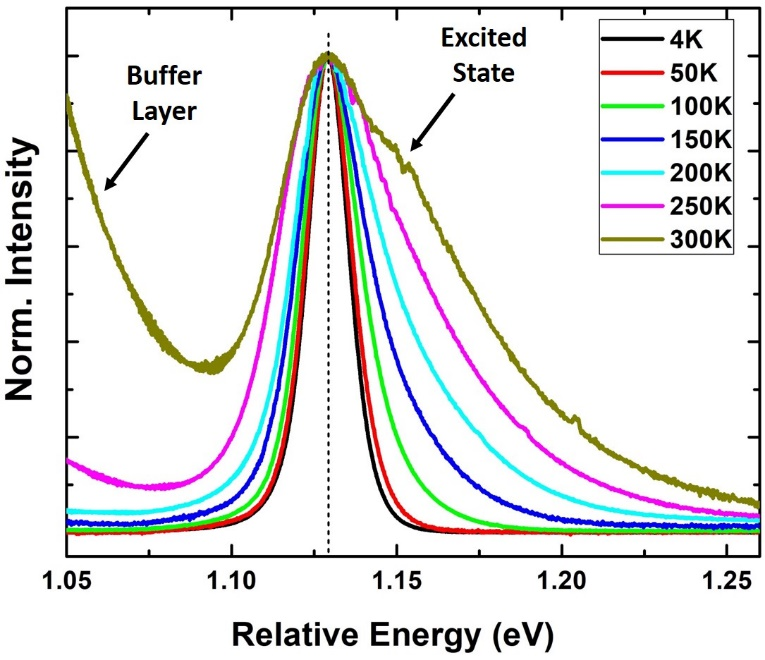 Buffer
Layer
Excited
State
4K
50K
100K
150K
200K
250K
300K
Norm. Intensity
1.05
1.10
1.15
1.20
1.25
Relative Energy (eV)